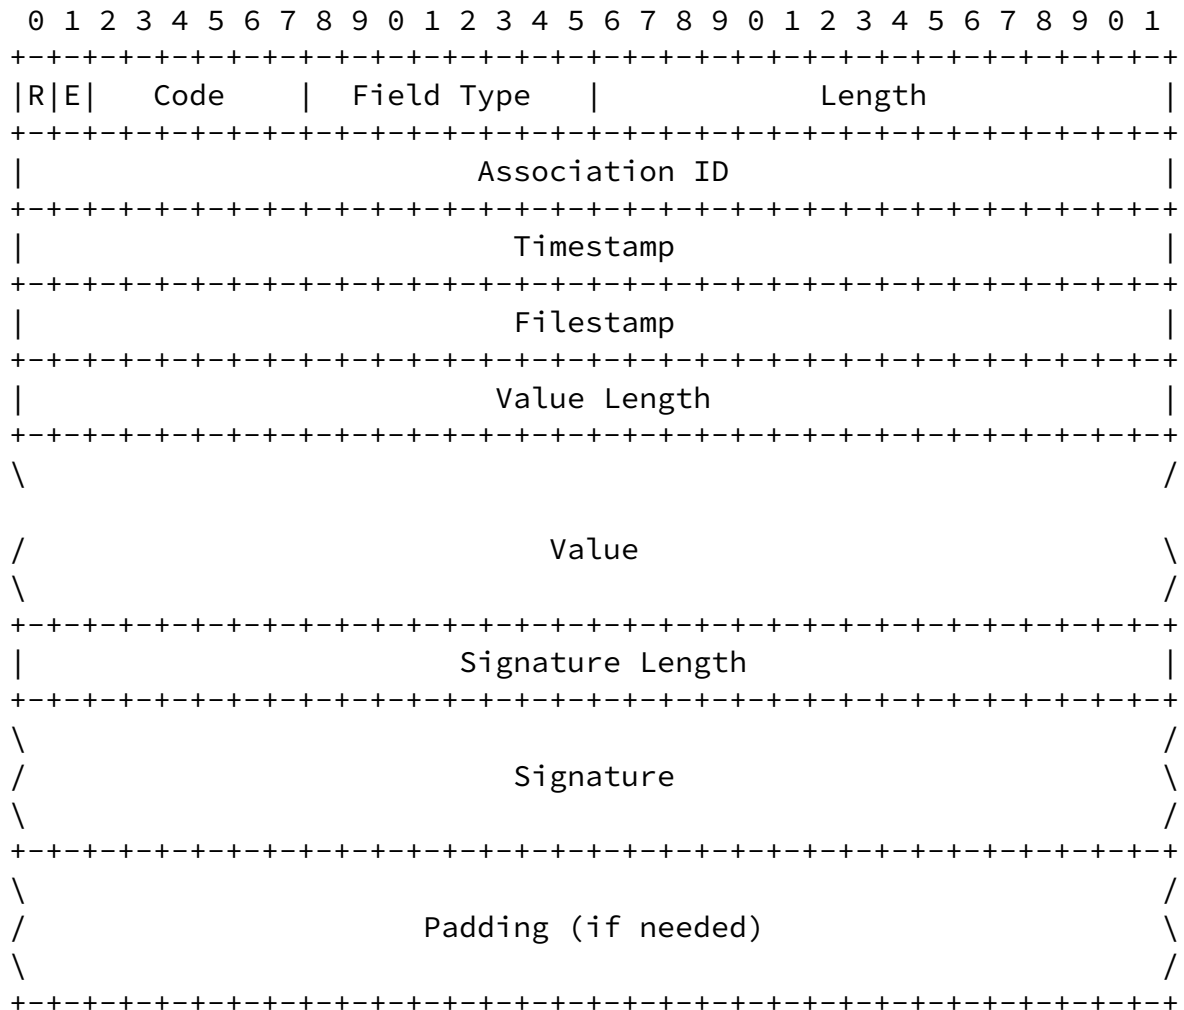 0 1 2 3 4 5 6 7 8 9 0 1 2 3 4 5 6 7 8 9 0 1 2 3 4 5 6 7 8 9 0 1
+-+-+-+-+-+-+-+-+-+-+-+-+-+-+-+-+-+-+-+-+-+-+-+-+-+-+-+-+-+-+-+-+
|R|E|   Code    |  Field Type   |            Length             |
+-+-+-+-+-+-+-+-+-+-+-+-+-+-+-+-+-+-+-+-+-+-+-+-+-+-+-+-+-+-+-+-+
|                         Association ID                        |
+-+-+-+-+-+-+-+-+-+-+-+-+-+-+-+-+-+-+-+-+-+-+-+-+-+-+-+-+-+-+-+-+
|                           Timestamp                           |
+-+-+-+-+-+-+-+-+-+-+-+-+-+-+-+-+-+-+-+-+-+-+-+-+-+-+-+-+-+-+-+-+
|                           Filestamp                           |
+-+-+-+-+-+-+-+-+-+-+-+-+-+-+-+-+-+-+-+-+-+-+-+-+-+-+-+-+-+-+-+-+
|                          Value Length                         |
+-+-+-+-+-+-+-+-+-+-+-+-+-+-+-+-+-+-+-+-+-+-+-+-+-+-+-+-+-+-+-+-+
\                                                               /
/                             Value                             \
\                                                               /
+-+-+-+-+-+-+-+-+-+-+-+-+-+-+-+-+-+-+-+-+-+-+-+-+-+-+-+-+-+-+-+-+
|                        Signature Length                       |
+-+-+-+-+-+-+-+-+-+-+-+-+-+-+-+-+-+-+-+-+-+-+-+-+-+-+-+-+-+-+-+-+
\                                                               /
/                           Signature                           \
\                                                               /
+-+-+-+-+-+-+-+-+-+-+-+-+-+-+-+-+-+-+-+-+-+-+-+-+-+-+-+-+-+-+-+-+
\                                                               /
/                      Padding (if needed)                      \
\                                                               /
+-+-+-+-+-+-+-+-+-+-+-+-+-+-+-+-+-+-+-+-+-+-+-+-+-+-+-+-+-+-+-+-+